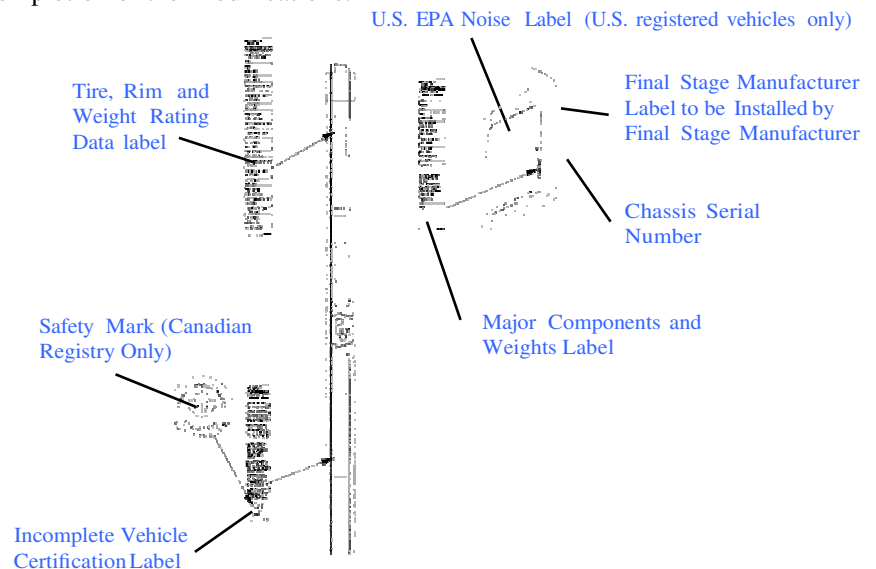 U.S. EPA Noise Label (U.S. registered vehicles only)
Tire, Rim and
Weight Rating
Data label
Final Stage Manufacturer
Label to be Installed by
Final Stage Manufacturer
Chassis Serial
Number
Safety Mark (Canadian
Registry Only)
Major Components and
Weights Label
Incomplete Vehicle
Certification Label